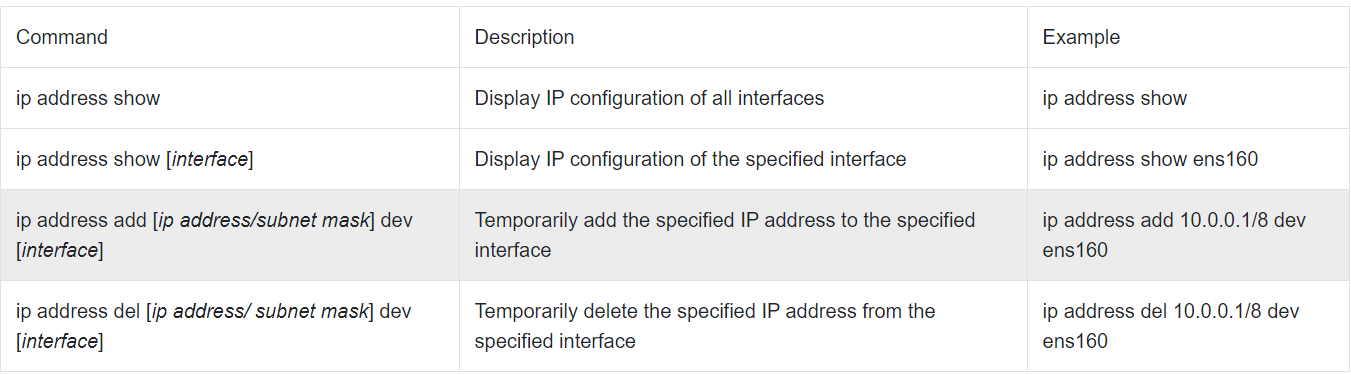 Command Description Example
ip address show Display IP configuration of all interfaces ip address show
ip address show [interface] Display IP configuration of the specified interface ip address show ens160
ip address add [ip address/subnet mask] dev
[interface]
Temporarily add the specified IP address to the specified
interface
ip address add 10.0.0.1/8 dev
ens160
ip address del [ip address/ subnet mask] dev
[interface]
Temporarily delete the specified IP address from the
specified interface
ip address del 10.0.0.1/8 dev
ens160